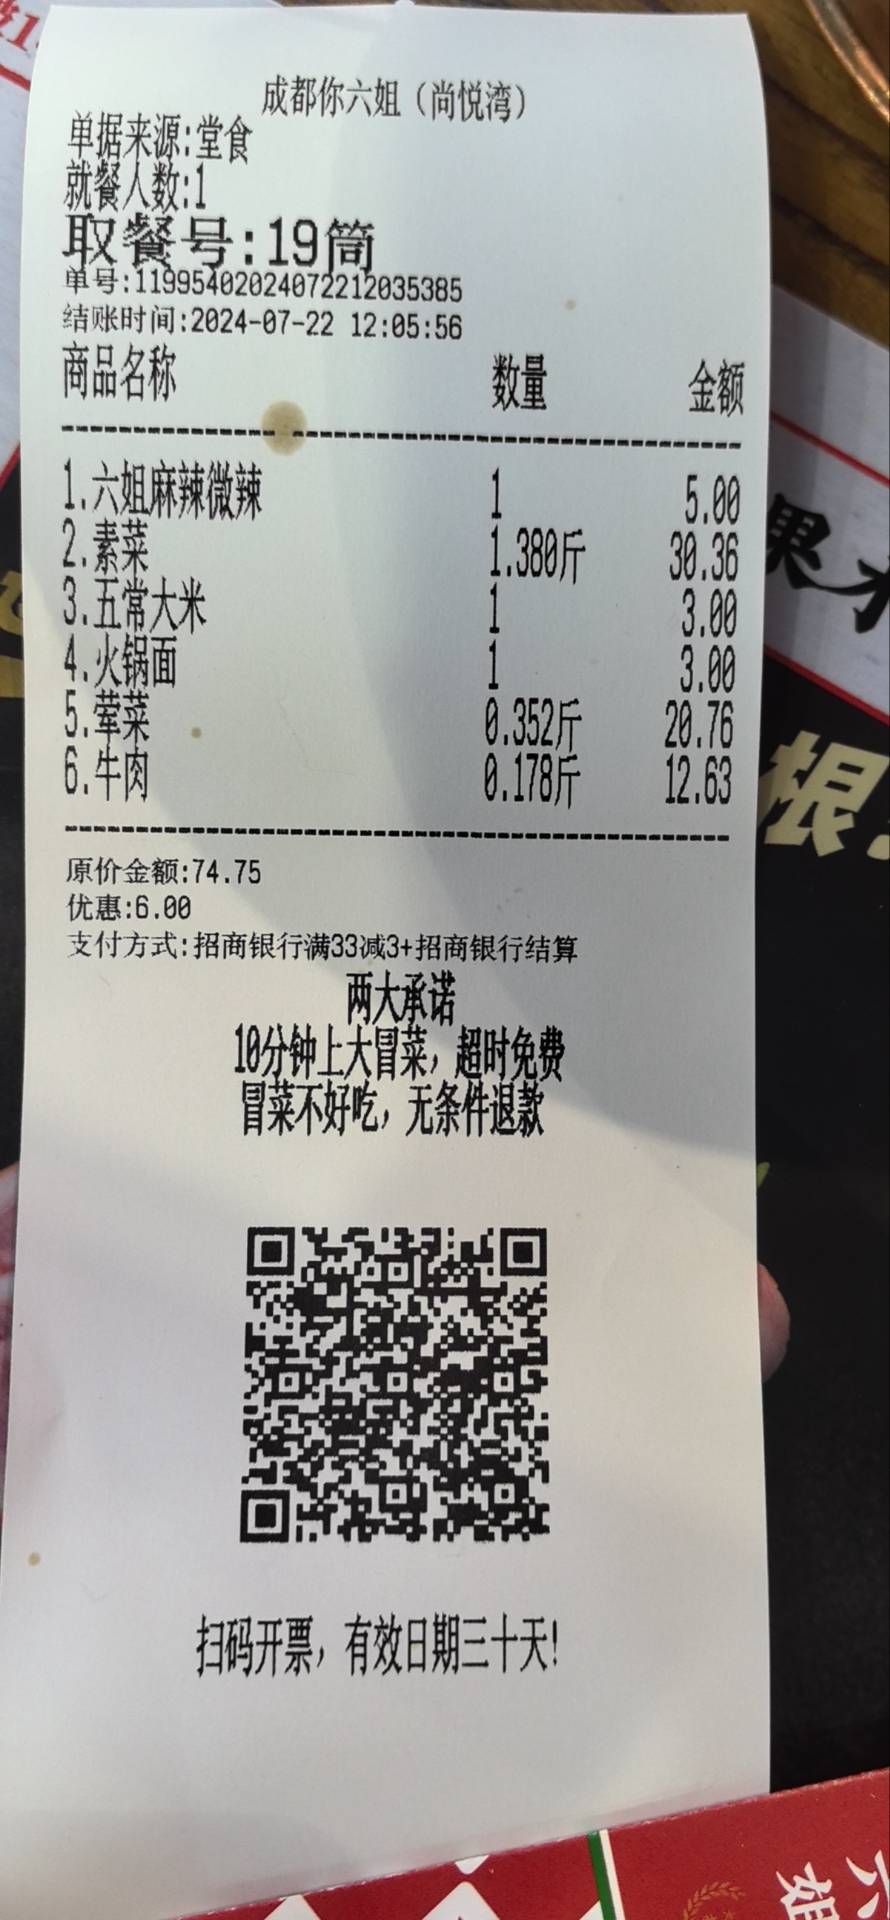 成都你六姐（尚悦湾）
单据来源:堂食
就餐人数:1
取餐号:19筒
单号:11995402024072212035385
结账时间:2024-07-22 12:05:56
商品名称 数量 金额
1.六姐麻辣微辣 1 5.00
2.素菜 1.380斤 30.36
3.五常大米 1 3.00
4.火锅面 1 3.00
5.荤菜 0.352斤 20.76
6.牛肉 0.178斤 12.63
原价金额:74.75
优惠:6.00
支付方式:招商银行满33减3+招商银行结算
两大承诺
10分钟上大冒菜，超时免费
冒菜不好吃，无条件退款
扫码开票，有效日期三十天!
果
根
六姐